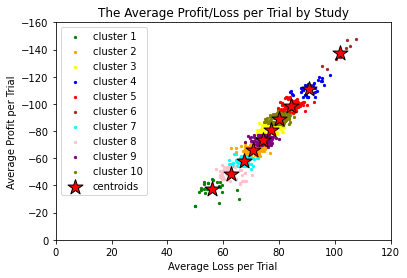 The Average Profit/Loss per Trial by Study
−160
−140
−120
−100
−80
−60
−40
−20
0
Average Profit per Trial
cluster 1
cluster 2
cluster 3
cluster 4
cluster 5
cluster 6
cluster 7
cluster 8
cluster 9
cluster 10
centroids
0 20 40 60 80 100 120
Average Loss per Trial